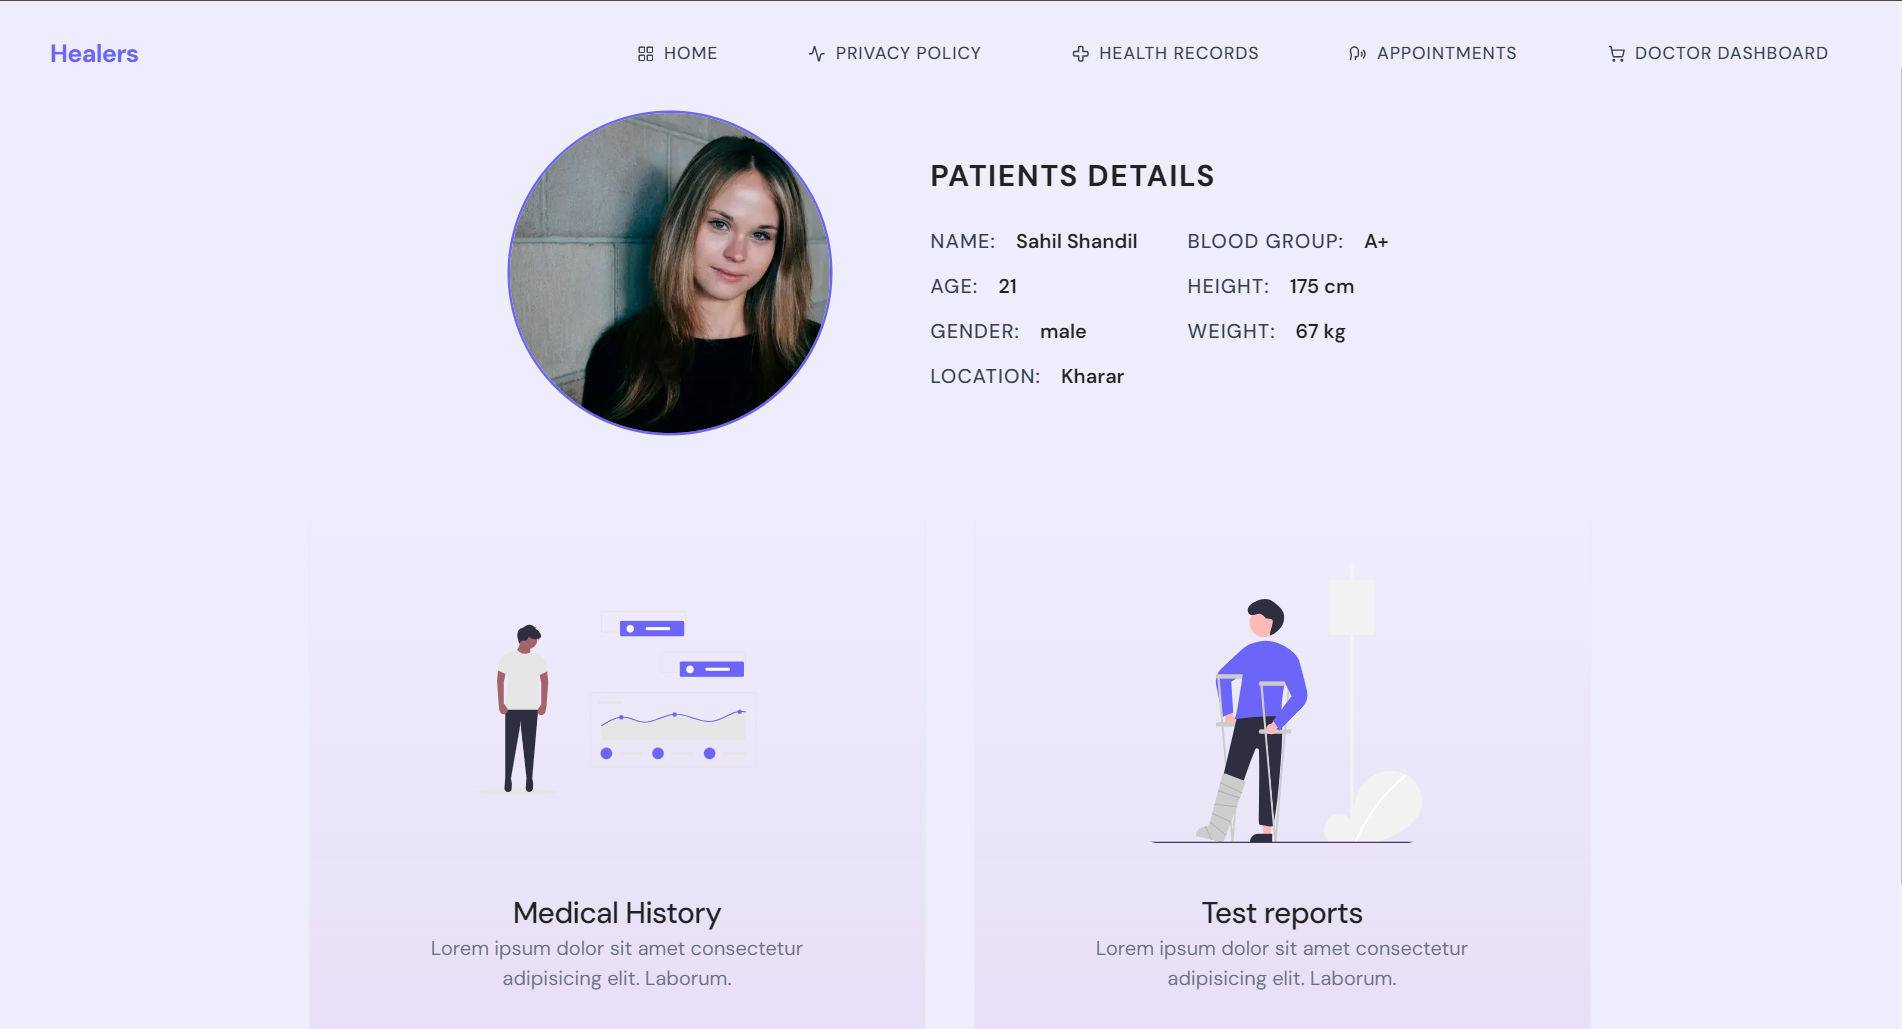 Healers
HOME
PRIVACY POLICY
HEALTH RECORDS
APPOINTMENTS
DOCTOR DASHBOARD
PATIENTS DETAILS
NAME: Sahil Shandil
BLOOD GROUP: A+
AGE: 21
HEIGHT: 175 cm
GENDER: male
WEIGHT: 67 kg
LOCATION: Kharar
Medical History
Lorem ipsum dolor sit amet consectetur
adipisicing elit. Laborum.
Test reports
Lorem ipsum dolor sit amet consectetur
adipisicing elit. Laborum.